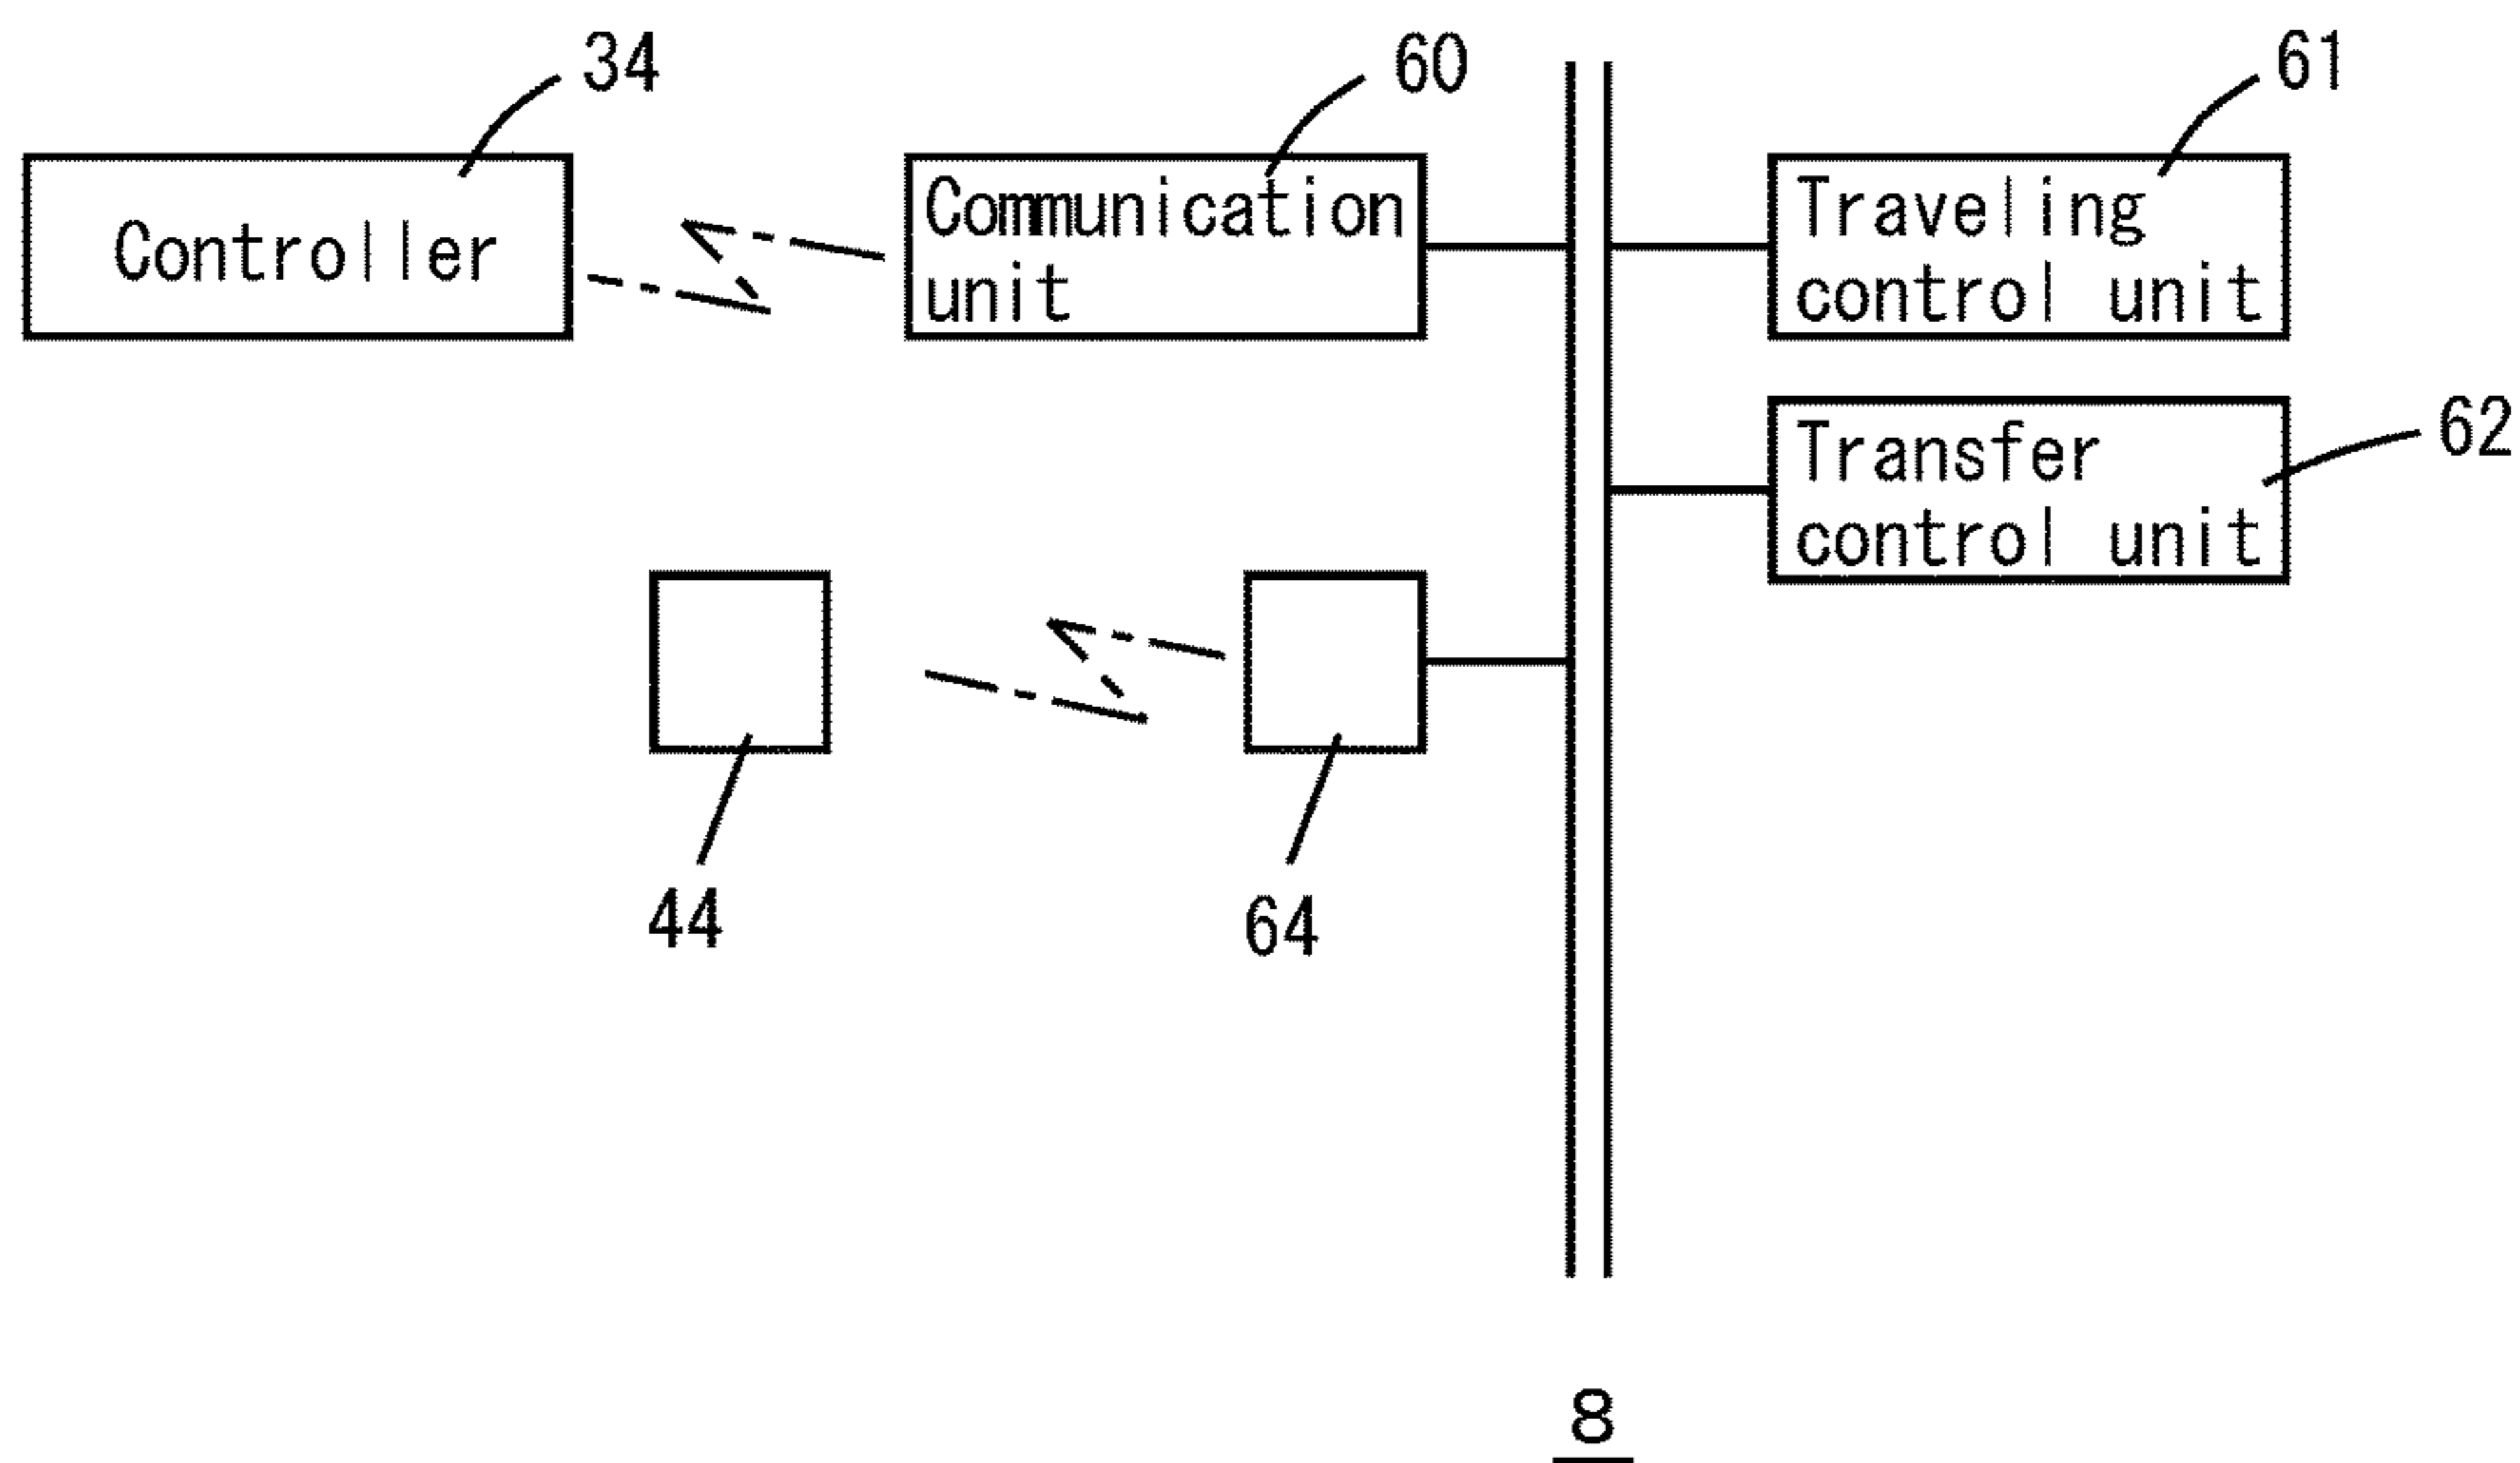 34
60
61
Controller
Communication
unit
Traveling
control unit
62
Transfer
control unit
44
64
8